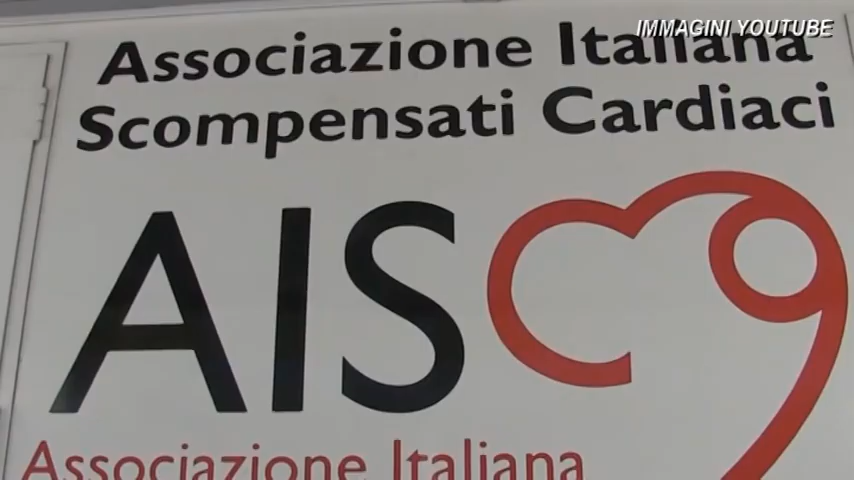 IMMAGINI YOUTUBE
Associazione Italiana
Scompensati Cardiaci
AISC
Associazione Italiana